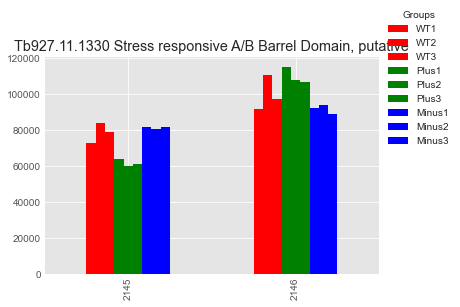 Tb927.11.1330 Stress responsive A/B Barrel Domain, putative
Groups
WT1
WT2
WT3
Plus1
Plus2
Plus3
Minus1
Minus2
Minus3
120000
100000
80000
60000
40000
20000
0
2145
2146